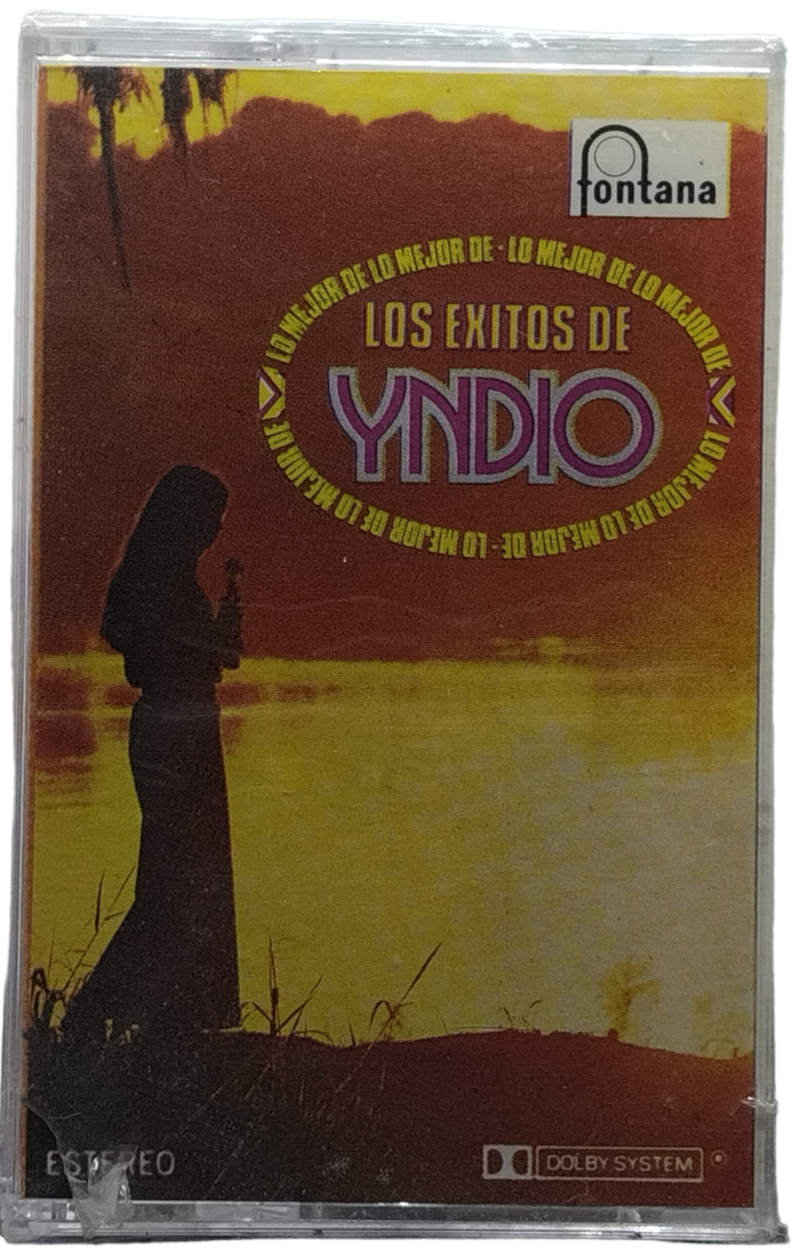 fontana
LO MEJOR DE LO MEJOR DE · LO MEJOR DE LO MEJOR DE
LOS EXITOS DE
YNDIO
LO MEJOR DE LO MEJOR DE · LO MEJOR DE LO MEJOR DE
ESTEREO
DOLBY SYSTEM ®